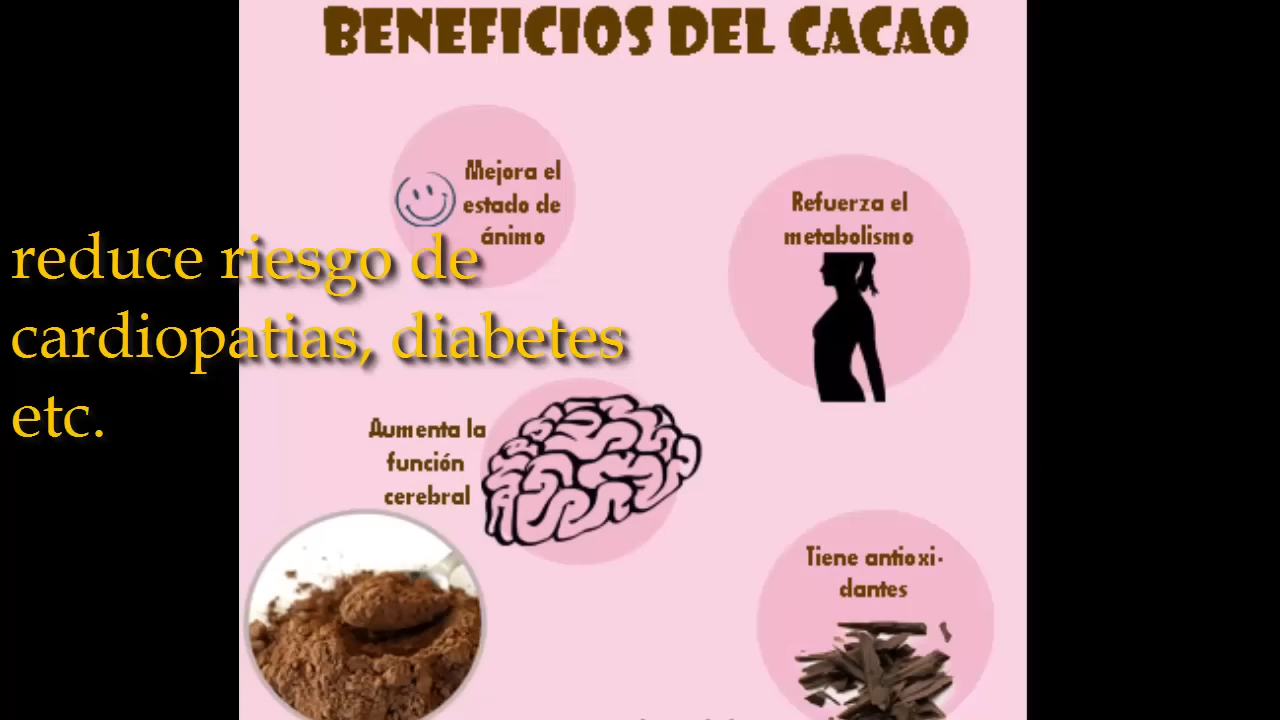 BENEFICIOS DEL CACAO
Mejora el
estado de
ánimo
Refuerza el
metabolismo
reduce riesgo de
cardiopatias, diabetes
etc.
Aumenta la
función
cerebral
Tiene antioxi-
dantes